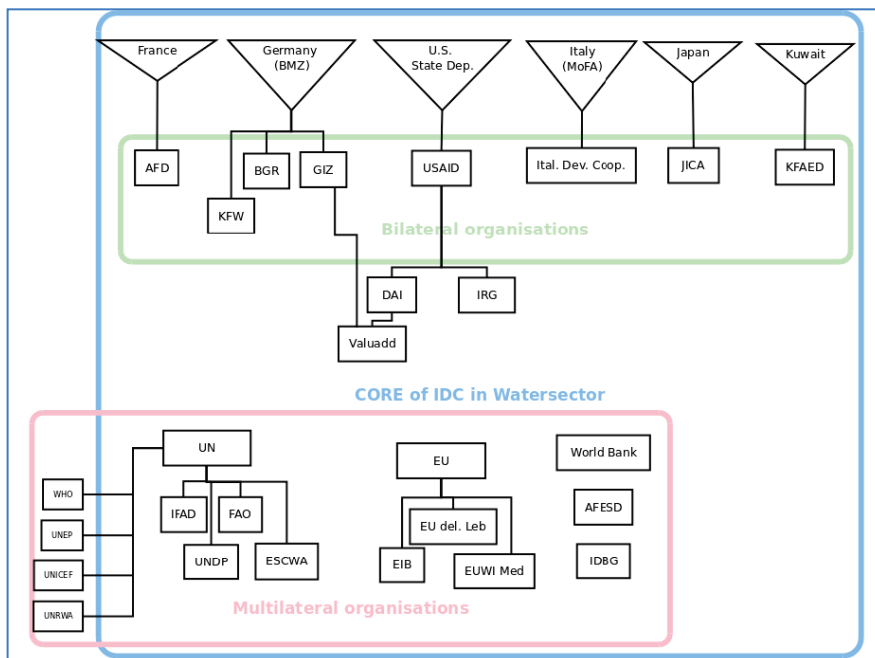 France
Germany
(BMZ)
U.S.
State Dep.
Italy
(MoFA)
Japan
Kuwait
AFD
BGR
GIZ
USAID
Ital. Dev. Coop.
JICA
KFAED
KFW
Bilateral organisations
DAI
IRG
Valuadd
CORE of IDC in Watersector
UN
EU
World Bank
WHO
IFAD
FAO
EU del. Leb
AFESD
UNEP
UNDP
ESCWA
EIB
EUWI Med
IDBG
UNICEF
UNRWA
Multilateral organisations